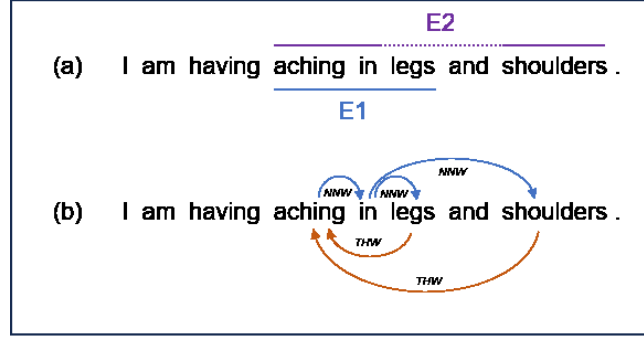 E2
(a) I am having aching in legs and shoulders .
E1
NNW
NNW NNW
(b) I am having aching in legs and shoulders .
THW
THW